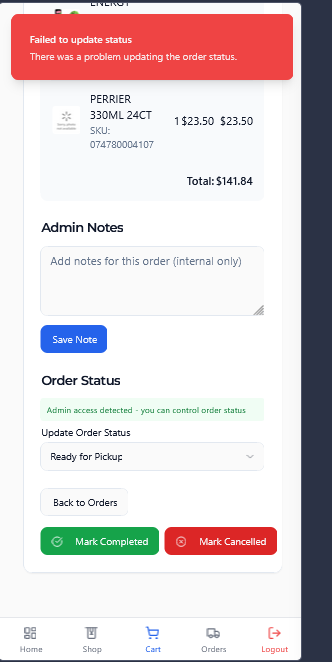 ENERGY
Failed to update status
There was a problem updating the order status.
PERRIER
330ML 24CT
SKU:
074780004107
1 $23.50 $23.50
Total: $141.84
Admin Notes
Add notes for this order (internal only)
Save Note
Order Status
Admin access detected - you can control order status
Update Order Status
Ready for Pickup
Back to Orders
Mark Completed
Mark Cancelled
Home
Shop
Cart
Orders
Logout